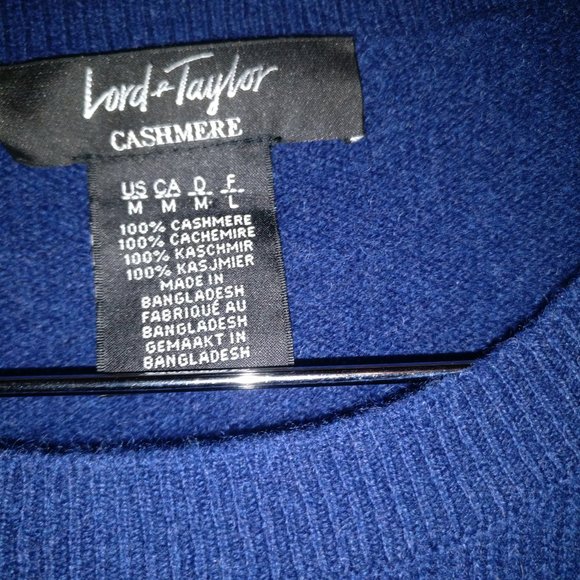 Lord & Taylor
CASHMERE
US CA D F
M M M L
100% CASHMERE
100% CACHEMIRE
100% KASCHMIR
100% KASJMIER
MADE IN
BANGLADESH
FABRIQUÉ AU
BANGLADESH
GEMAAKT IN
BANGLADESH